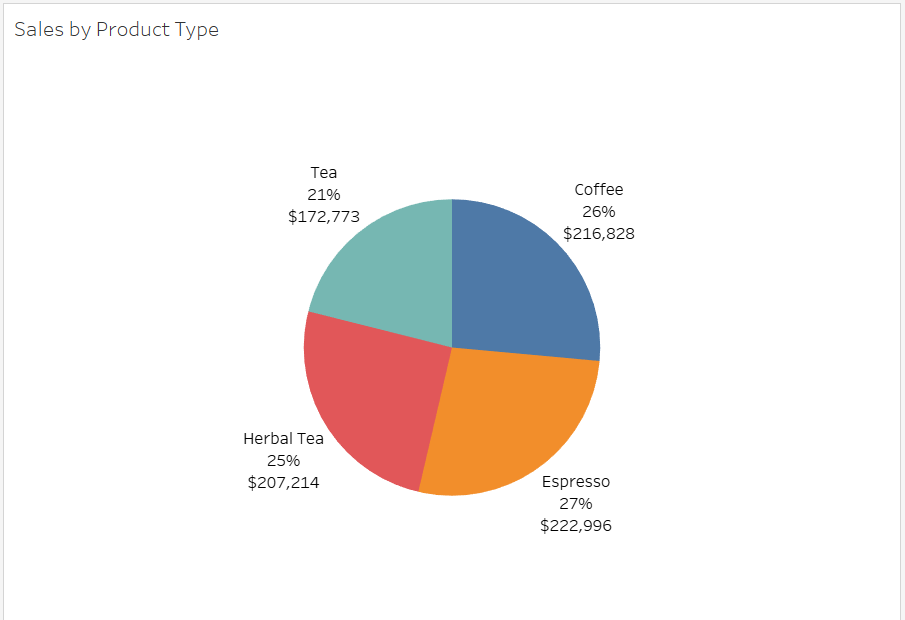 Sales by Product Type
Tea
21%
$172,773
Coffee
26%
$216,828
Herbal Tea
25%
$207,214
Espresso
27%
$222,996